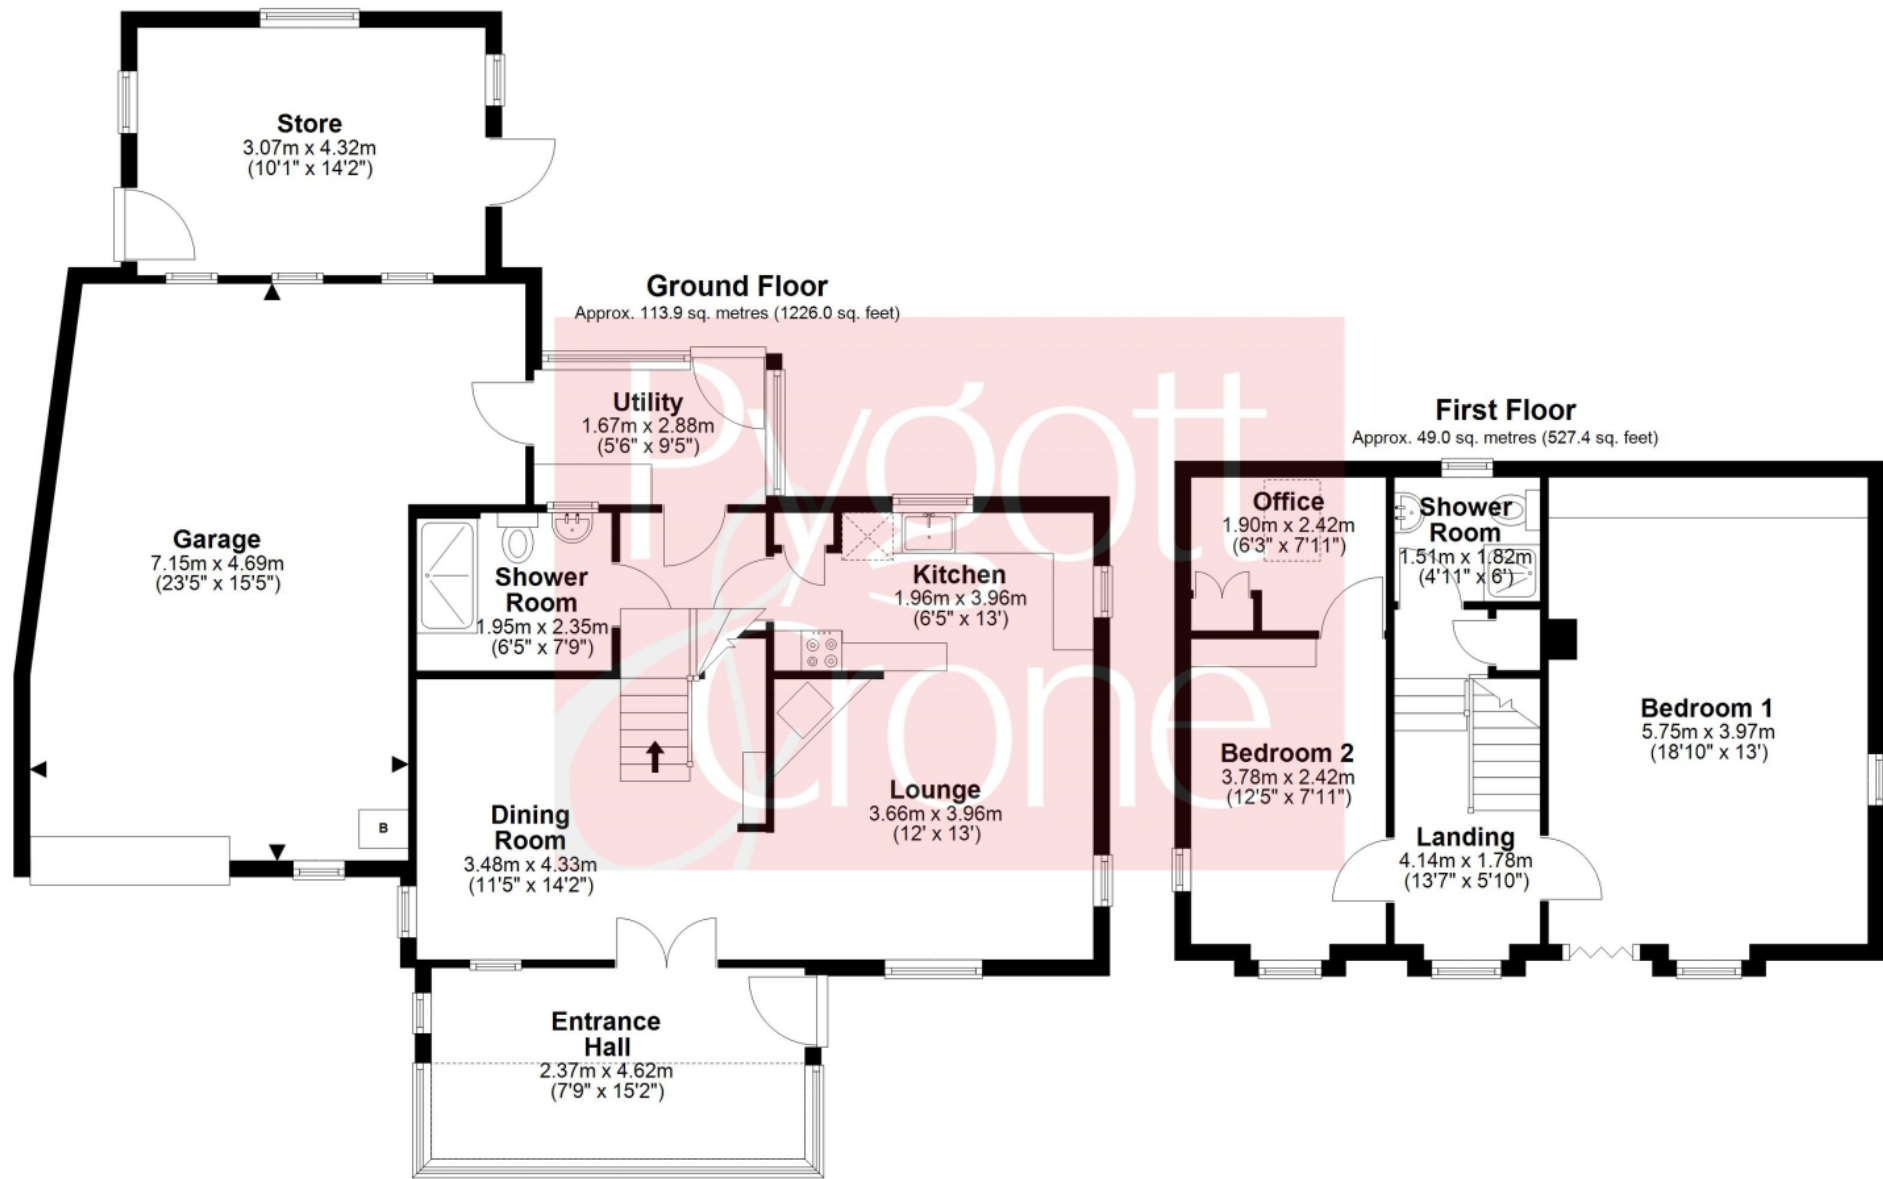 Store
3.07m x 4.32m
(10'1" x 14'2")
Ground Floor
Approx. 113.9 sq. metres (1226.0 sq. feet)
Utility
1.67m x 2.88m
(5'6" x 9'5")
Garage
7.15m x 4.69m
(23'5" x 15'5")
Shower
Room
1.95m x 2.35m
(6'5" x 7'9")
Kitchen
1.96m x 3.96m
(6'5" x 13')
Lounge
3.66m x 3.96m
(12' x 13')
Dining
Room
3.48m x 4.33m
(11'5" x 14'2")
B
Entrance
Hall
2.37m x 4.62m
(7'9" x 15'2")
First Floor
Approx. 49.0 sq. metres (527.4 sq. feet)
Office
1.90m x 2.42m
(6'3" x 7'11")
Shower
Room
1.51m x 1.82m
(4'11" x 6')
Bedroom 1
5.75m x 3.97m
(18'10" x 13')
Bedroom 2
3.78m x 2.42m
(12'5" x 7'11")
Landing
4.14m x 1.78m
(13'7" x 5'10")
Pygott
& Crone